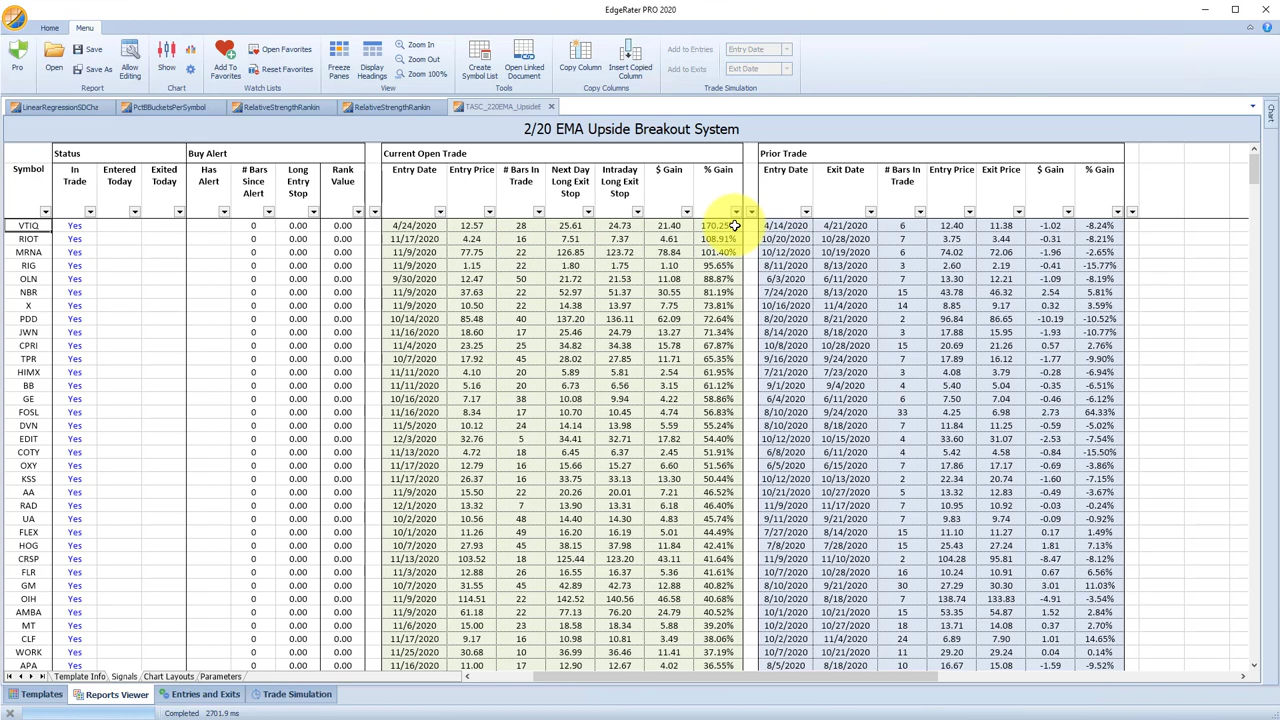 EdgeRater PRO 2020
Home Menu
Pro Open Save Save As Allow Editing Show Add To Favorites Open Favorites Reset Favorites Freeze Panes Display Headings Zoom In Zoom Out Zoom 100% Create Symbol List Open Linked Document Copy Column Insert Copied Column Add to Entries Entry Date Add to Exits Exit Date
Report Chart Watch Lists View Tools Copy Columns Trade Simulation
LinearRegressionSDCha PctBBucketsPerSymbol RelativeStrengthRankin RelativeStrengthRankin TASC_220EMA_UpsideE Chart
2/20 EMA Upside Breakout System
Status Buy Alert Current Open Trade Prior Trade
Symbol In Trade Entered Today Exited Today Has Alert # Bars Since Alert Long Entry Stop Rank Value Entry Date Entry Price # Bars In Trade Next Day Long Exit Stop Intraday Long Exit Stop $ Gain % Gain Entry Date Exit Date # Bars In Trade Entry Price Exit Price $ Gain % Gain
VTIQ Yes 0 0.00 0.00 4/24/2020 12.57 28 25.61 24.73 21.40 170.25% 4/14/2020 4/21/2020 6 12.40 11.38 -1.02 -8.24%
RIOT Yes 0 0.00 0.00 11/17/2020 4.24 16 7.51 7.37 4.61 108.91% 10/20/2020 10/28/2020 7 3.75 3.44 -0.31 -8.21%
MRNA Yes 0 0.00 0.00 11/9/2020 77.75 22 126.85 123.72 78.84 101.40% 10/12/2020 10/19/2020 6 74.02 72.06 -1.96 -2.65%
RIG Yes 0 0.00 0.00 11/9/2020 1.15 22 1.80 1.75 1.10 95.65% 8/11/2020 8/13/2020 3 2.60 2.19 -0.41 -15.77%
OLN Yes 0 0.00 0.00 9/30/2020 12.47 50 21.72 21.53 11.08 88.87% 6/3/2020 6/11/2020 7 13.30 12.21 -1.09 -8.19%
NBR Yes 0 0.00 0.00 11/9/2020 37.63 22 52.97 51.37 30.55 81.19% 7/24/2020 8/13/2020 15 43.78 46.32 2.54 5.81%
X Yes 0 0.00 0.00 11/9/2020 10.50 22 14.38 13.97 7.75 73.81% 10/16/2020 11/4/2020 14 8.85 9.17 0.32 3.59%
PDD Yes 0 0.00 0.00 10/14/2020 85.48 40 137.20 136.11 62.09 72.64% 8/20/2020 8/21/2020 2 96.84 86.65 -10.19 -10.52%
JWN Yes 0 0.00 0.00 11/16/2020 18.60 17 25.46 24.79 13.27 71.34% 8/14/2020 8/18/2020 3 17.88 15.95 -1.93 -10.77%
CPRI Yes 0 0.00 0.00 11/4/2020 23.25 25 34.82 34.38 15.78 67.87% 10/8/2020 10/28/2020 15 20.69 21.26 0.57 2.76%
TPR Yes 0 0.00 0.00 10/7/2020 17.92 45 28.02 27.85 11.71 65.35% 9/16/2020 9/24/2020 7 17.89 16.12 -1.77 -9.90%
HIMX Yes 0 0.00 0.00 11/11/2020 4.10 20 5.89 5.81 2.54 61.95% 7/21/2020 7/23/2020 3 4.08 3.79 -0.28 -6.94%
BB Yes 0 0.00 0.00 11/11/2020 5.16 20 6.73 6.56 3.15 61.12% 9/1/2020 9/4/2020 4 5.40 5.04 -0.35 -6.51%
GE Yes 0 0.00 0.00 10/16/2020 7.17 38 10.08 9.94 4.22 58.86% 10/7/2020 10/15/2020 7 7.50 7.04 -0.46 -6.12%
FOSL Yes 0 0.00 0.00 11/16/2020 8.34 17 10.70 10.45 4.74 56.83% 8/10/2020 9/24/2020 33 4.25 6.98 2.73 64.33%
DVN Yes 0 0.00 0.00 11/5/2020 10.12 24 14.14 13.98 5.59 55.24% 8/10/2020 8/18/2020 7 11.84 11.25 -0.59 -5.02%
EDIT Yes 0 0.00 0.00 12/3/2020 32.76 5 34.41 32.71 17.82 54.40% 10/12/2020 10/15/2020 4 33.60 31.07 -2.53 -7.54%
COTY Yes 0 0.00 0.00 11/13/2020 4.72 18 6.45 6.37 2.45 51.91% 6/8/2020 6/11/2020 4 5.42 4.58 -0.84 -15.50%
OXY Yes 0 0.00 0.00 11/17/2020 12.79 16 15.66 15.27 6.60 51.56% 6/5/2020 6/15/2020 7 17.86 17.17 -0.69 -3.86%
KSS Yes 0 0.00 0.00 11/17/2020 26.37 16 33.75 33.13 13.30 50.44% 10/6/2020 10/13/2020 6 22.34 20.74 -1.60 -7.15%
AA Yes 0 0.00 0.00 11/9/2020 15.50 22 20.26 20.01 7.21 46.52% 10/21/2020 10/27/2020 5 13.32 12.83 -0.49 -3.67%
RAD Yes 0 0.00 0.00 12/1/2020 13.32 7 13.90 13.31 6.18 46.40% 11/9/2020 11/17/2020 7 10.95 10.92 -0.03 -0.24%
UA Yes 0 0.00 0.00 10/2/2020 10.56 48 14.40 14.30 4.83 45.74% 9/11/2020 9/21/2020 7 9.83 9.74 -0.09 -0.92%
FLEX Yes 0 0.00 0.00 10/1/2020 11.26 49 16.20 16.19 5.01 44.49% 7/27/2020 8/14/2020 15 11.10 11.27 0.17 1.49%
HOG Yes 0 0.00 0.00 10/7/2020 27.93 45 38.15 37.98 11.84 42.41% 7/8/2020 7/28/2020 15 25.43 27.24 1.81 7.13%
CRSP Yes 0 0.00 0.00 11/13/2020 103.52 18 125.44 123.20 43.11 41.64% 11/9/2020 11/10/2020 2 104.28 95.81 -8.47 -8.12%
FLR Yes 0 0.00 0.00 11/3/2020 12.88 26 16.55 16.37 5.36 41.61% 10/7/2020 10/28/2020 16 10.24 10.91 0.67 6.56%
GM Yes 0 0.00 0.00 10/7/2020 31.55 45 42.89 42.73 12.88 40.82% 8/10/2020 9/21/2020 30 27.29 30.30 3.01 11.03%
OIH Yes 0 0.00 0.00 11/9/2020 114.51 22 142.52 140.56 46.58 40.68% 10/7/2020 10/15/2020 7 138.74 133.83 -4.91 -3.54%
AMBA Yes 0 0.00 0.00 11/9/2020 61.18 22 77.13 76.20 24.79 40.52% 10/1/2020 10/21/2020 15 53.35 54.87 1.52 2.84%
MT Yes 0 0.00 0.00 11/6/2020 15.00 23 18.58 18.39 5.88 39.20% 10/2/2020 10/27/2020 18 13.71 14.08 0.37 2.70%
CLF Yes 0 0.00 0.00 11/17/2020 9.17 16 10.98 10.81 3.49 38.06% 10/2/2020 11/4/2020 24 6.89 7.90 1.01 14.65%
WORK Yes 0 0.00 0.00 11/25/2020 30.68 10 36.99 36.46 11.41 37.19% 10/7/2020 10/21/2020 11 29.20 29.24 0.04 0.14%
APA Yes 0 0.00 0.00 11/16/2020 11.00 17 12.90 12.67 4.02 36.55% 8/5/2020 8/18/2020 10 16.67 15.08 -1.59 -9.52%
Template Info Signals Chart Layouts Parameters
Templates Reports Viewer Entries and Exits Trade Simulation
Completed 2701.9 ms